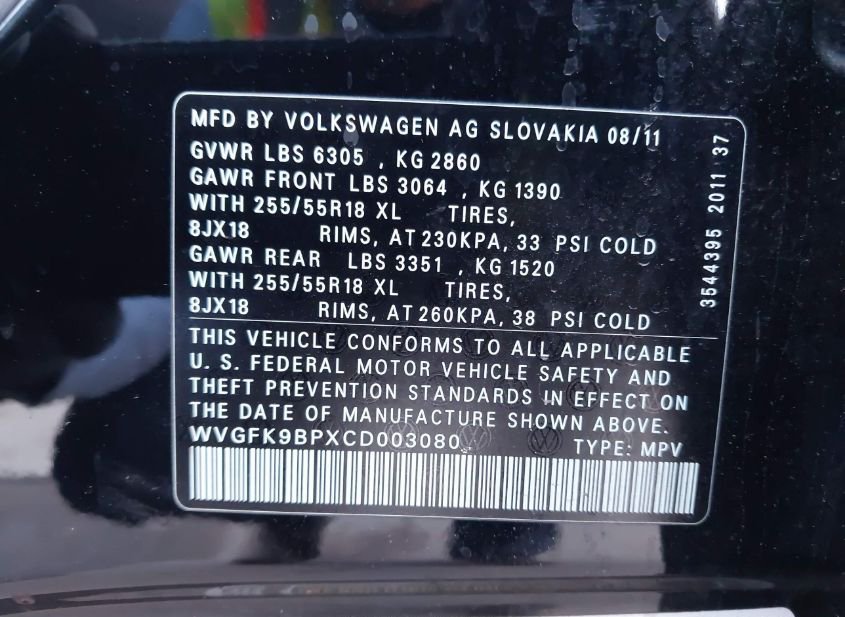 MFD BY VOLKSWAGEN AG SLOVAKIA 08/11
GVWR LBS 6305 , KG 2860
GAWR FRONT LBS 3064 , KG 1390
WITH 255/55R18 XL TIRES,
8JX18 RIMS, AT 230KPA, 33 PSI COLD
GAWR REAR LBS 3351 , KG 1520
WITH 255/55R18 XL TIRES,
8JX18 RIMS, AT 260KPA, 38 PSI COLD
THIS VEHICLE CONFORMS TO ALL APPLICABLE
U. S. FEDERAL MOTOR VEHICLE SAFETY AND
THEFT PREVENTION STANDARDS IN EFFECT ON
THE DATE OF MANUFACTURE SHOWN ABOVE.
WVGFK9BPXCD003080 TYPE: MPV
3544395 2011 37